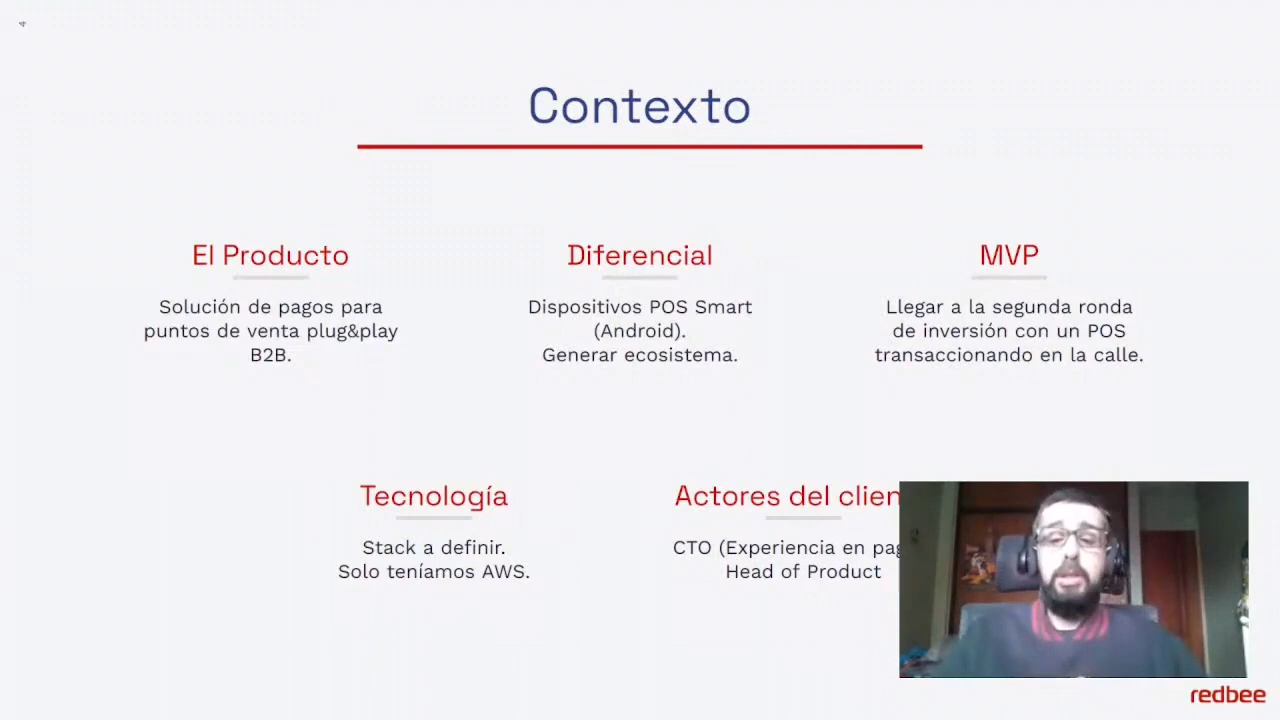 4
Contexto
El Producto
Solución de pagos para
puntos de venta plug&play
B2B.
Diferencial
Dispositivos POS Smart
(Android).
Generar ecosistema.
MVP
Llegar a la segunda ronda
de inversión con un POS
transaccionando en la calle.
Tecnología
Stack a definir.
Solo teníamos AWS.
Actores del clien
CTO (Experiencia en pag
Head of Product
redbee